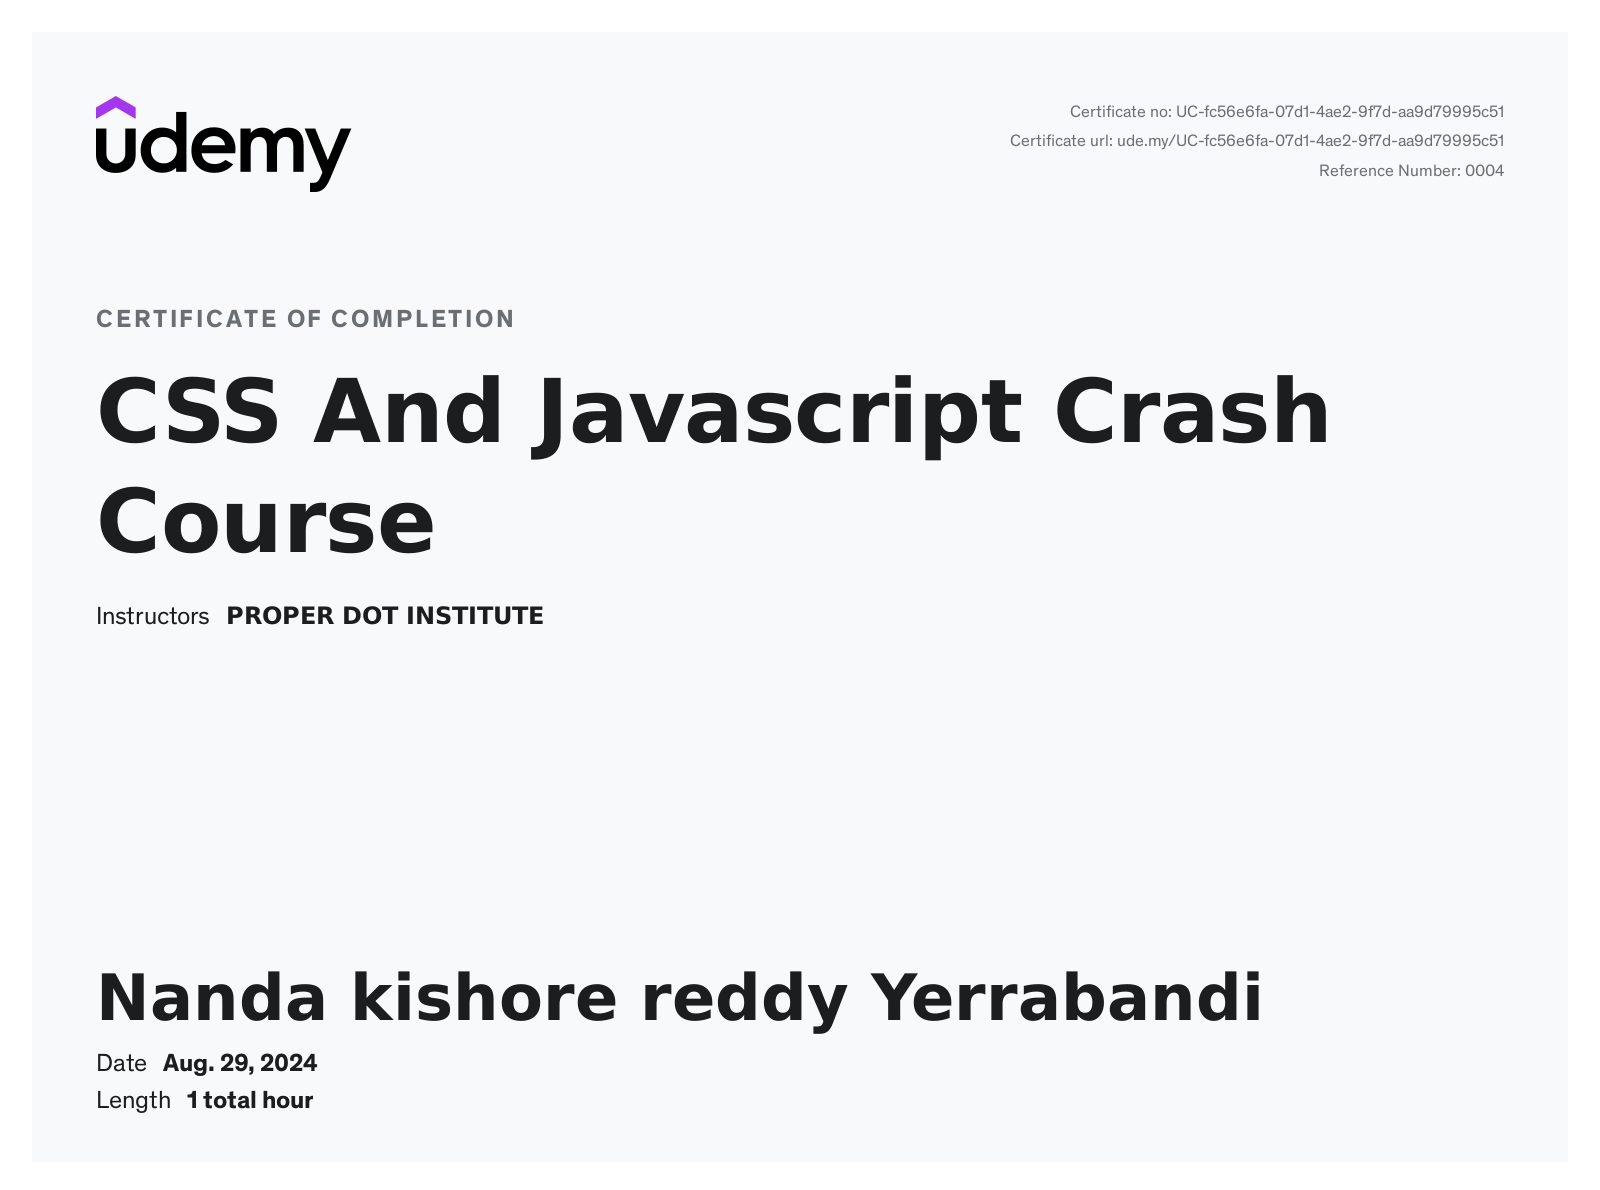 udemy
Certificate no: UC-fc56e6fa-07d1-4ae2-9f7d-aa9d79995c51
Certificate url: ude.my/UC-fc56e6fa-07d1-4ae2-9f7d-aa9d79995c51
Reference Number: 0004
CERTIFICATE OF COMPLETION
CSS And Javascript Crash
Course
Instructors PROPER DOT INSTITUTE
Nanda kishore reddy Yerrabandi
Date Aug. 29, 2024
Length 1 total hour